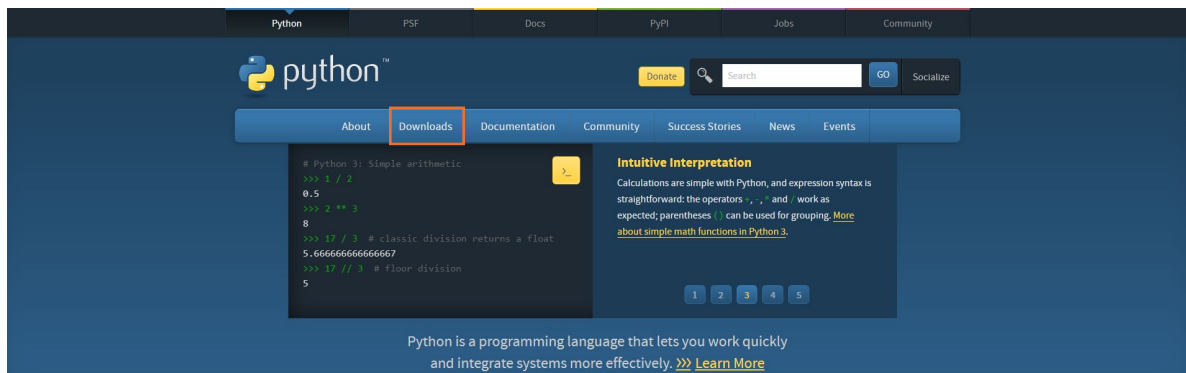 Python PSF Docs PyPI Jobs Community
python™
Donate Search GO Socialize
About Downloads Documentation Community Success Stories News Events
# Python 3: Simple arithmetic
>>> 1 / 2
0.5
>>> 2 ** 3
8
>>> 17 / 3  # classic division returns a float
5.666666666666667
>>> 17 // 3  # floor division
5
>_
Intuitive Interpretation
Calculations are simple with Python, and expression syntax is
straightforward: the operators +, -, * and / work as
expected; parentheses () can be used for grouping. More
about simple math functions in Python 3.
1 2 3 4 5
Python is a programming language that lets you work quickly
and integrate systems more effectively. >>> Learn More